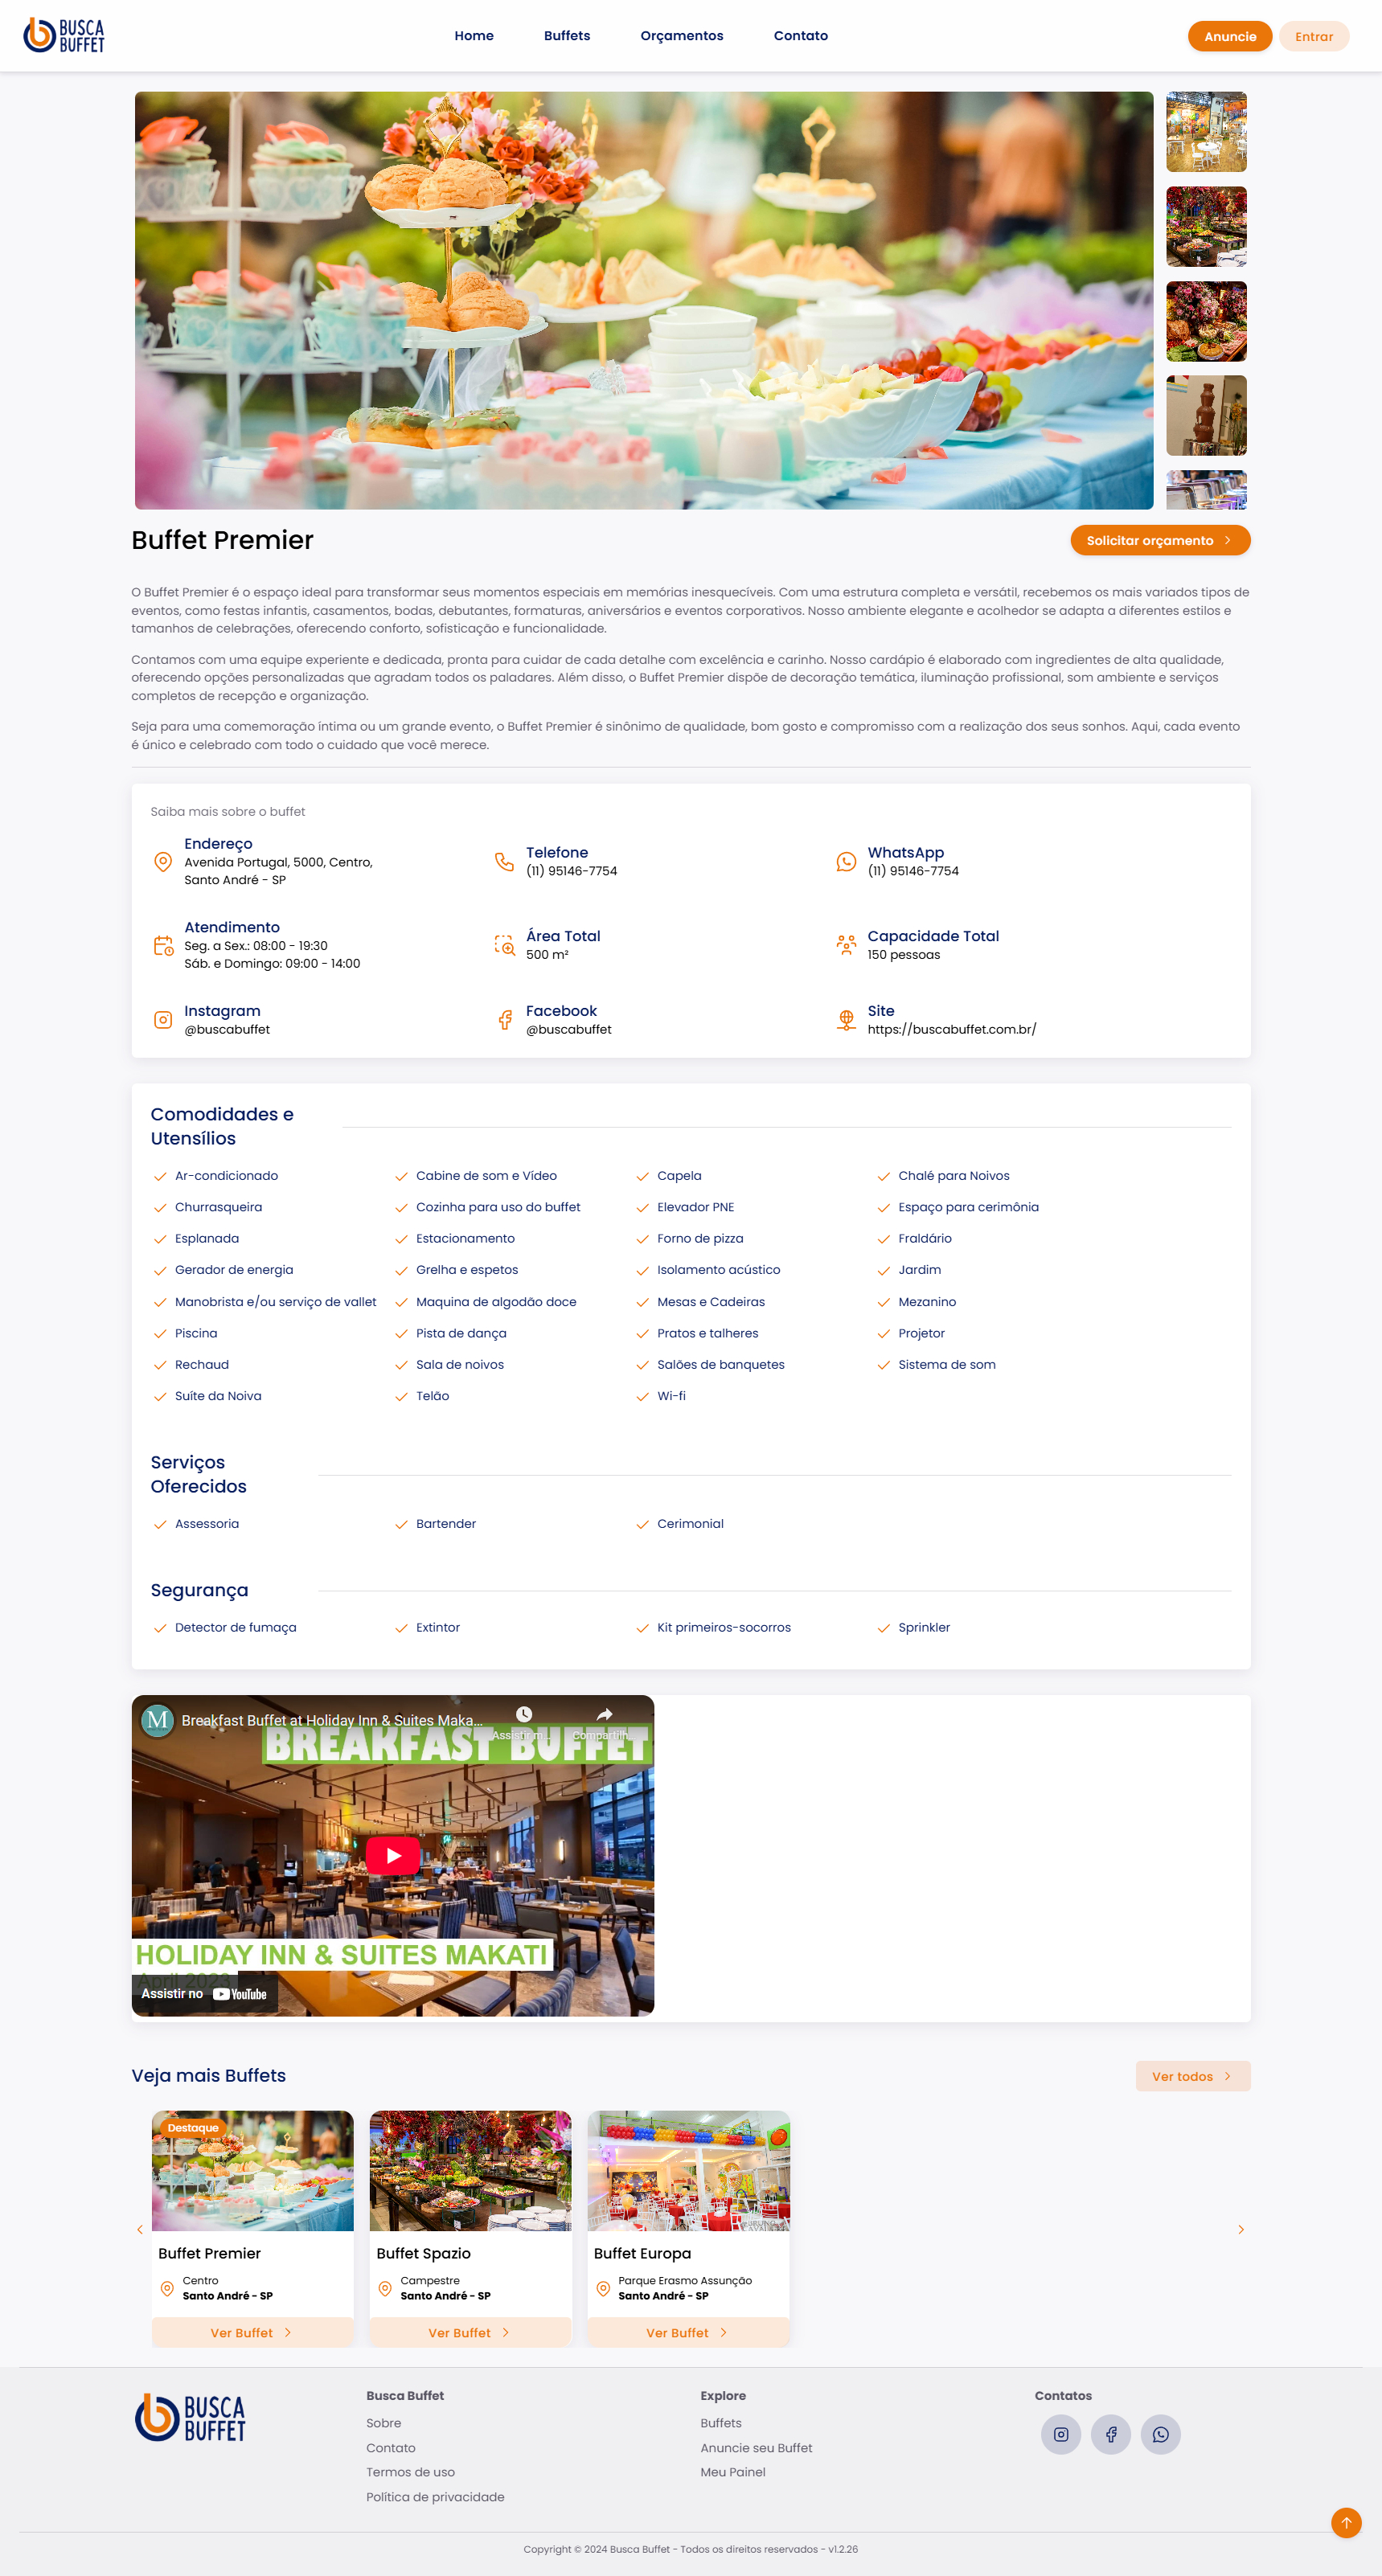 BUSCA
BUFFET
Home
Buffets
Orçamentos
Contato
Anuncie
Entrar
Buffet Premier
Solicitar orçamento
O Buffet Premier é o espaço ideal para transformar seus momentos especiais em memórias inesquecíveis. Com uma estrutura completa e versátil, recebemos os mais variados tipos de
eventos, como festas infantis, casamentos, bodas, debutantes, formaturas, aniversários e eventos corporativos. Nosso ambiente elegante e acolhedor se adapta a diferentes estilos e
tamanhos de celebrações, oferecendo conforto, sofisticação e funcionalidade.
Contamos com uma equipe experiente e dedicada, pronta para cuidar de cada detalhe com excelência e carinho. Nosso cardápio é elaborado com ingredientes de alta qualidade,
oferecendo opções personalizadas que agradam todos os paladares. Além disso, o Buffet Premier dispõe de decoração temática, iluminação profissional, som ambiente e serviços
completos de recepção e organização.
Seja para uma comemoração íntima ou um grande evento, o Buffet Premier é sinônimo de qualidade, bom gosto e compromisso com a realização dos seus sonhos. Aqui, cada evento
é único e celebrado com todo o cuidado que você merece.
Saiba mais sobre o buffet
Endereço
Avenida Portugal, 5000, Centro,
Santo André - SP
Telefone
(11) 95146-7754
WhatsApp
(11) 95146-7754
Atendimento
Seg. a Sex.: 08:00 - 19:30
Sáb. e Domingo: 09:00 - 14:00
Área Total
500 m²
Capacidade Total
150 pessoas
Instagram
@buscabuffet
Facebook
@buscabuffet
Site
https://buscabuffet.com.br/
Comodidades e
Utensílios
Ar-condicionado
Cabine de som e Vídeo
Capela
Chalé para Noivos
Churrasqueira
Cozinha para uso do buffet
Elevador PNE
Espaço para cerimônia
Esplanada
Estacionamento
Forno de pizza
Fraldário
Gerador de energia
Grelha e espetos
Isolamento acústico
Jardim
Manobrista e/ou serviço de vallet
Maquina de algodão doce
Mesas e Cadeiras
Mezanino
Piscina
Pista de dança
Pratos e talheres
Projetor
Rechaud
Sala de noivos
Salões de banquetes
Sistema de som
Suíte da Noiva
Telão
Wi-fi
Serviços
Oferecidos
Assessoria
Bartender
Cerimonial
Segurança
Detector de fumaça
Extintor
Kit primeiros-socorros
Sprinkler
M
Breakfast Buffet at Holiday Inn & Suites Maka...
Assistir m...
Compartilh...
BREAKFAST BUFFET
HOLIDAY INN & SUITES MAKATI
April 2023
Assistir no YouTube
Veja mais Buffets
Ver todos
Destaque
Buffet Premier
Centro
Santo André - SP
Ver Buffet
Buffet Spazio
Campestre
Santo André - SP
Ver Buffet
Buffet Europa
Parque Erasmo Assunção
Santo André - SP
Ver Buffet
BUSCA
BUFFET
Busca Buffet
Sobre
Contato
Termos de uso
Política de privacidade
Explore
Buffets
Anuncie seu Buffet
Meu Painel
Contatos
Copyright © 2024 Busca Buffet - Todos os direitos reservados - v1.2.26